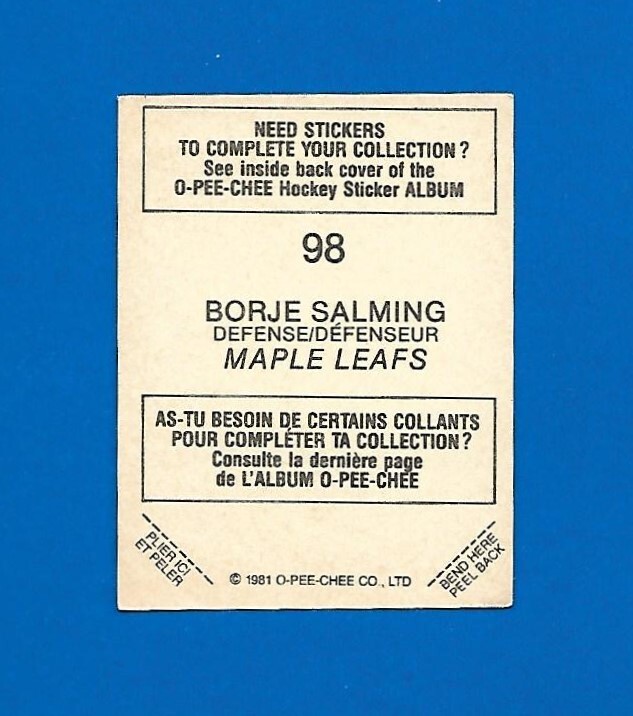 NEED STICKERS
TO COMPLETE YOUR COLLECTION?
See inside back cover of the
O-PEE-CHEE Hockey Sticker ALBUM
98
BORJE SALMING
DEFENSE/DÉFENSEUR
MAPLE LEAFS
AS-TU BESOIN DE CERTAINS COLLANTS
POUR COMPLÉTER TA COLLECTION?
Consulte la dernière page
de L'ALBUM O-PEE-CHEE
PLIER ICI
ET PELER
© 1981 O-PEE-CHEE CO., LTD
BEND HERE
PEEL BACK